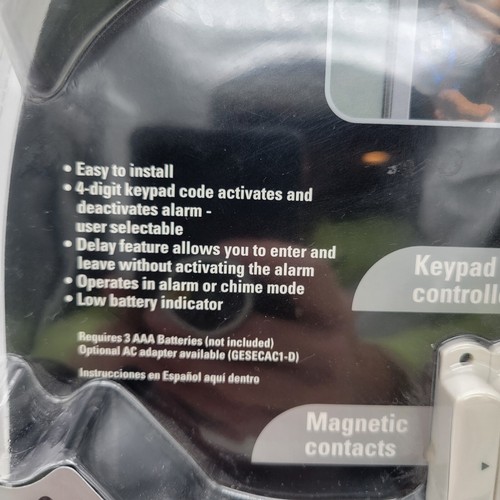 • Easy to install
• 4-digit keypad code activates and
deactivates alarm -
user selectable
• Delay feature allows you to enter and
leave without activating the alarm
• Operates in alarm or chime mode
• Low battery indicator
Requires 3 AAA Batteries (not included)
Optional AC adapter available (GESECAC1-D)
Instrucciones en Español aquí dentro
Keypad
Magnetic
contacts